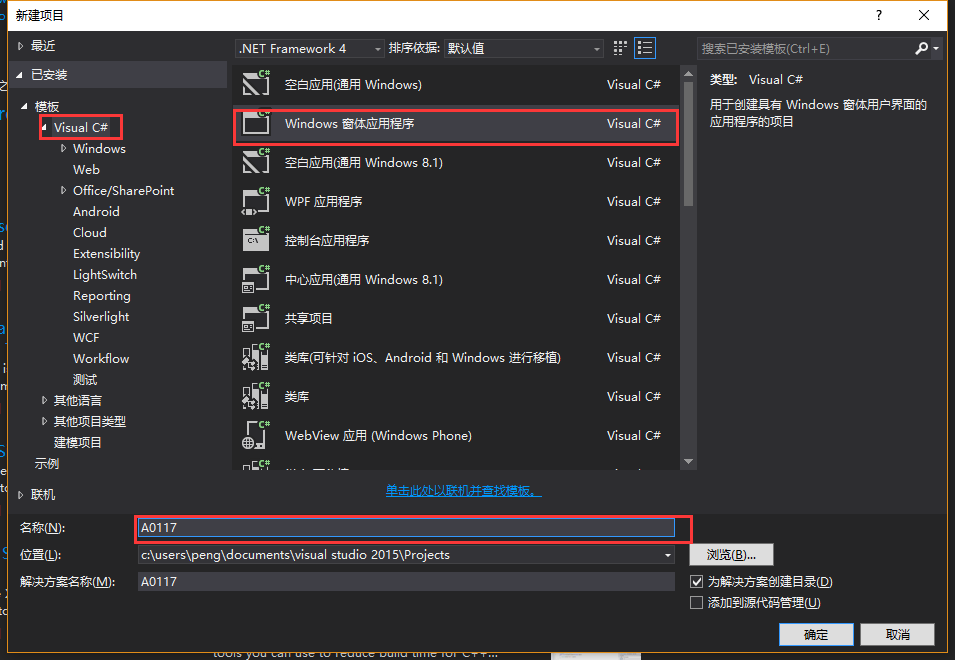 新建项目
?
最近
已安装
模板
Visual C#
Windows
Web
Office/SharePoint
Android
Cloud
Extensibility
LightSwitch
Reporting
Silverlight
WCF
Workflow
测试
其他语言
其他项目类型
建模项目
示例
联机
.NET Framework 4
排序依据: 默认值
空白应用(通用 Windows) Visual C#
Windows 窗体应用程序 Visual C#
空白应用(通用 Windows 8.1) Visual C#
WPF 应用程序 Visual C#
控制台应用程序 Visual C#
中心应用(通用 Windows 8.1) Visual C#
共享项目 Visual C#
类库(可针对 iOS、Android 和 Windows 进行移植) Visual C#
类库 Visual C#
WebView 应用 (Windows Phone) Visual C#
单击此处以联机并查找模板。
搜索已安装模板(Ctrl+E)
类型: Visual C#
用于创建具有 Windows 窗体用户界面的
应用程序的项目
名称(N): A0117
位置(L): c:\users\peng\documents\visual studio 2015\Projects
浏览(B)...
解决方案名称(M): A0117
为解决方案创建目录(D)
添加到源代码管理(U)
确定
取消
tools you can use to reduce build time for C++...